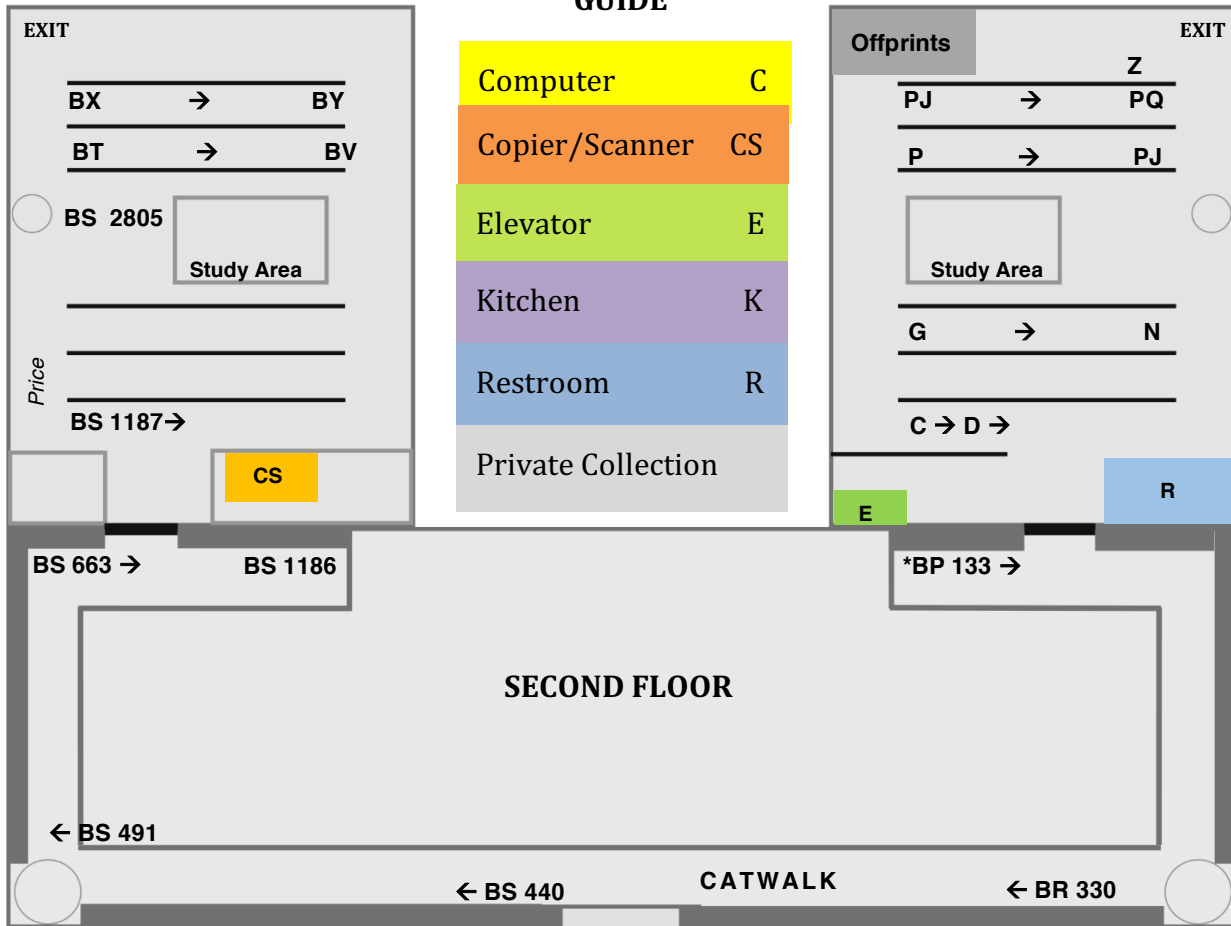 GUIDE
EXIT
BX → BY
BT → BV
BS 2805
Study Area
Price
BS 1187→
CS
Computer C
Copier/Scanner CS
Elevator E
Kitchen K
Restroom R
Private Collection
Offprints
EXIT
Z
PJ → PQ
P → PJ
Study Area
G → N
C → D →
E
R
BS 663 → BS 1186
*BP 133 →
SECOND FLOOR
← BS 491
← BS 440
CATWALK
← BR 330